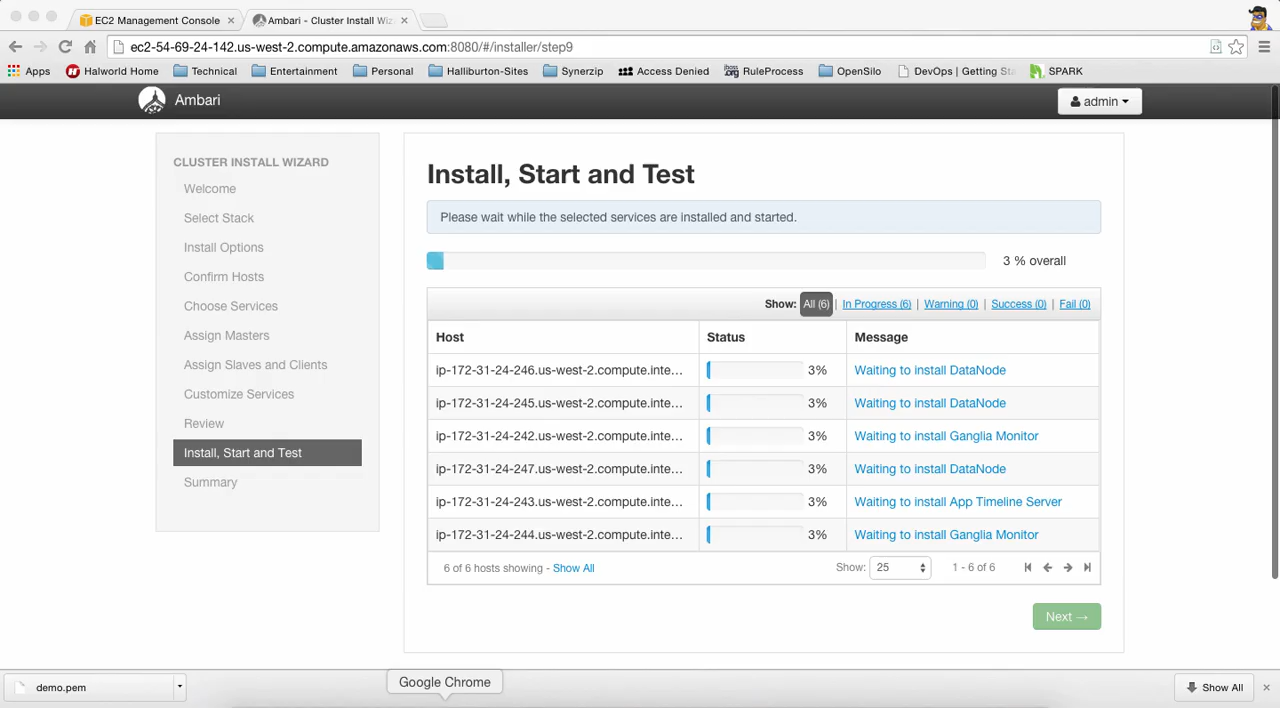 EC2 Management Console
Ambari - Cluster Install Wiz
ec2-54-69-24-142.us-west-2.compute.amazonaws.com:8080/#/installer/step9
Apps
Halworld Home
Technical
Entertainment
Personal
Halliburton-Sites
Synerzip
Access Denied
RuleProcess
OpenSilo
DevOps | Getting Sta
SPARK
Ambari
admin
CLUSTER INSTALL WIZARD
Welcome
Select Stack
Install Options
Confirm Hosts
Choose Services
Assign Masters
Assign Slaves and Clients
Customize Services
Review
Install, Start and Test
Summary
Install, Start and Test
Please wait while the selected services are installed and started.
3 % overall
Show: All (6) | In Progress (6) | Warning (0) | Success (0) | Fail (0)
Host Status Message
ip-172-31-24-246.us-west-2.compute.inte... 3% Waiting to install DataNode
ip-172-31-24-245.us-west-2.compute.inte... 3% Waiting to install DataNode
ip-172-31-24-242.us-west-2.compute.inte... 3% Waiting to install Ganglia Monitor
ip-172-31-24-247.us-west-2.compute.inte... 3% Waiting to install DataNode
ip-172-31-24-243.us-west-2.compute.inte... 3% Waiting to install App Timeline Server
ip-172-31-24-244.us-west-2.compute.inte... 3% Waiting to install Ganglia Monitor
6 of 6 hosts showing - Show All
Show: 25 1 - 6 of 6
Next →
demo.pem
Google Chrome
Show All